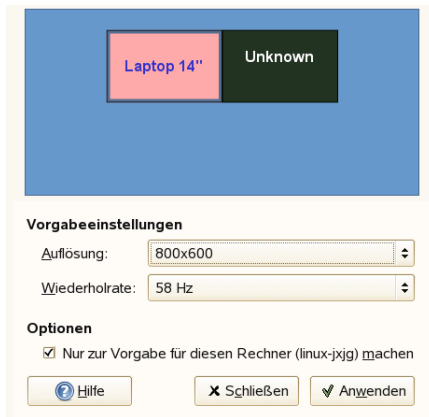 Laptop 14"
Unknown
Vorgabeeinstellungen
Auflösung: 800x600
Wiederholrate: 58 Hz
Optionen
Nur zur Vorgabe für diesen Rechner (linux-jxjg) machen
Hilfe Schließen Anwenden